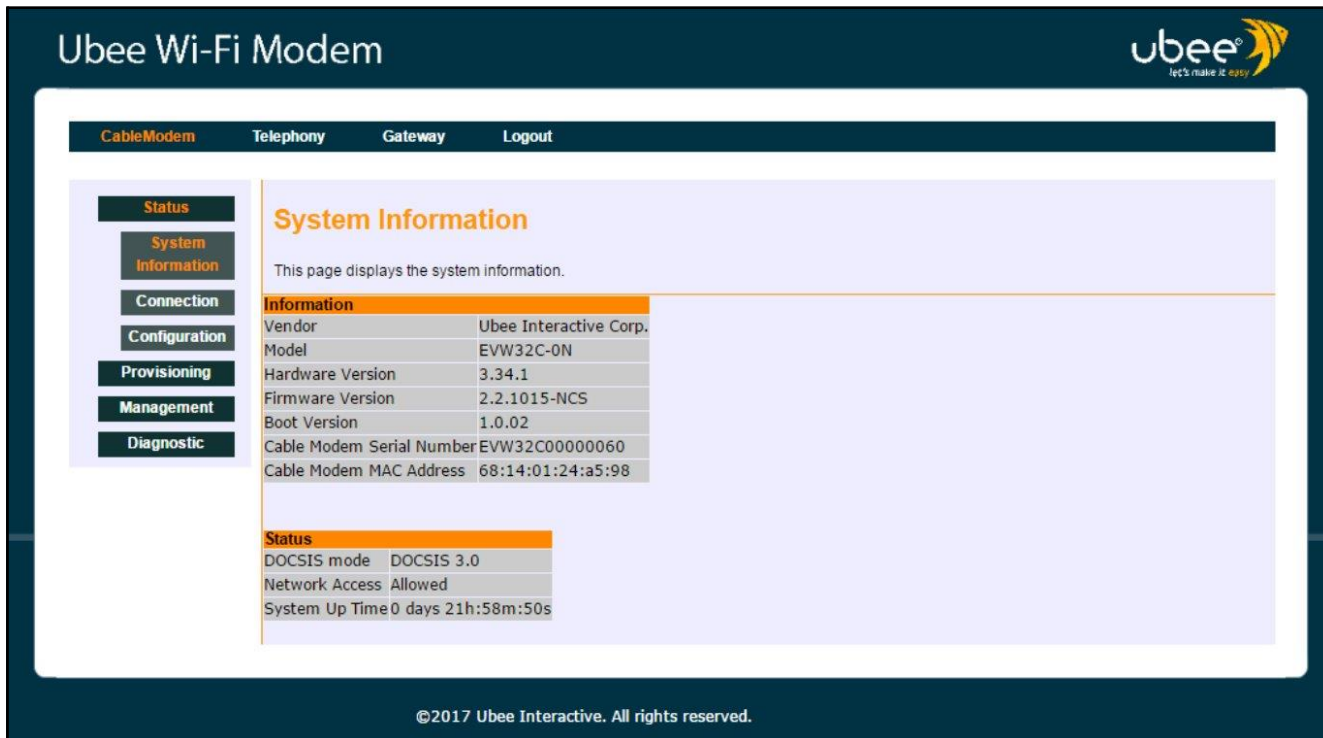 Ubee Wi-Fi Modem
ubee
let's make it easy
CableModem Telephony Gateway Logout
Status
System
Information
Connection
Configuration
Provisioning
Management
Diagnostic
System Information
This page displays the system information.
Information
Vendor Ubee Interactive Corp.
Model EVW32C-0N
Hardware Version 3.34.1
Firmware Version 2.2.1015-NCS
Boot Version 1.0.02
Cable Modem Serial Number EVW32C00000060
Cable Modem MAC Address 68:14:01:24:a5:98
Status
DOCSIS mode DOCSIS 3.0
Network Access Allowed
System Up Time 0 days 21h:58m:50s
©2017 Ubee Interactive. All rights reserved.